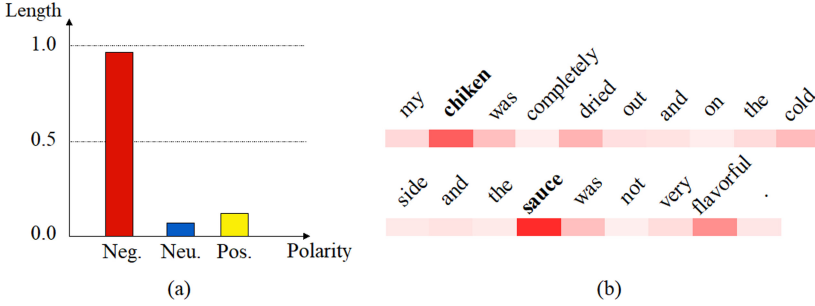 Length
1.0
0.5
0.0
Neg. Neu. Pos. Polarity
(a)
my chiken was completely dried out and on the cold
side and the sauce was not very flavorful .
(b)